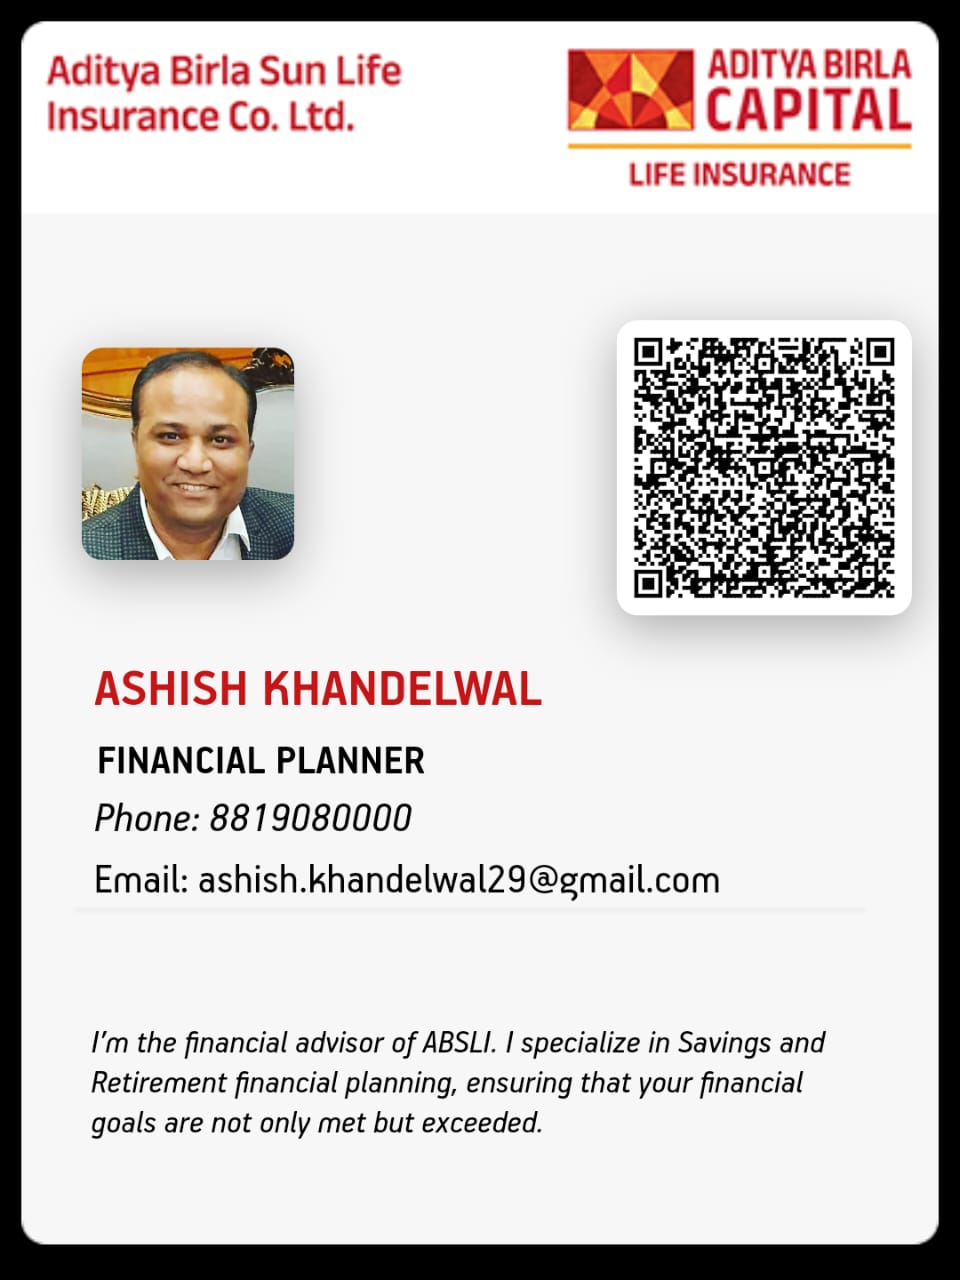 Aditya Birla Sun Life
Insurance Co. Ltd.
ADITYA BIRLA
CAPITAL
LIFE INSURANCE
ASHISH KHANDELWAL
FINANCIAL PLANNER
Phone: 8819080000
Email: ashish.khandelwal29@gmail.com
I’m the financial advisor of ABSLI. I specialize in Savings and
Retirement financial planning, ensuring that your financial
goals are not only met but exceeded.